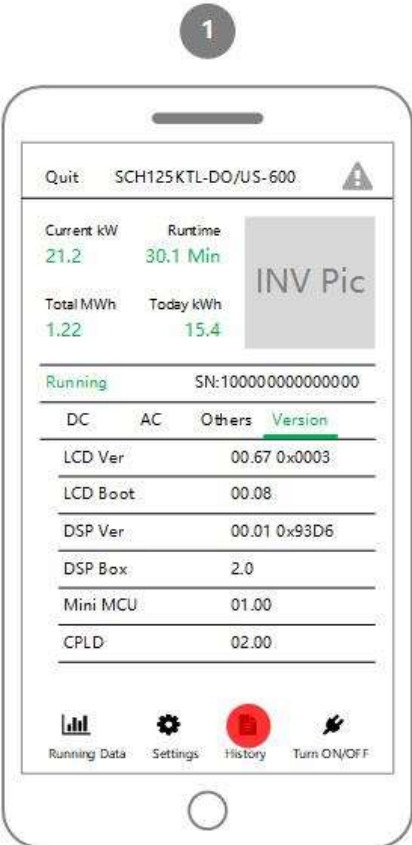 1
Quit SCH125KTL-DO/US-600
Current kW Runtime
21.2 30.1 Min
INV Pic
Total MWh Today kWh
1.22 15.4
Running SN:100000000000000
DC AC Others Version
LCD Ver 00.67 0x0003
LCD Boot 00.08
DSP Ver 00.01 0x93D6
DSP Box 2.0
Mini MCU 01.00
CPLD 02.00
Running Data Settings History Turn ON/OFF